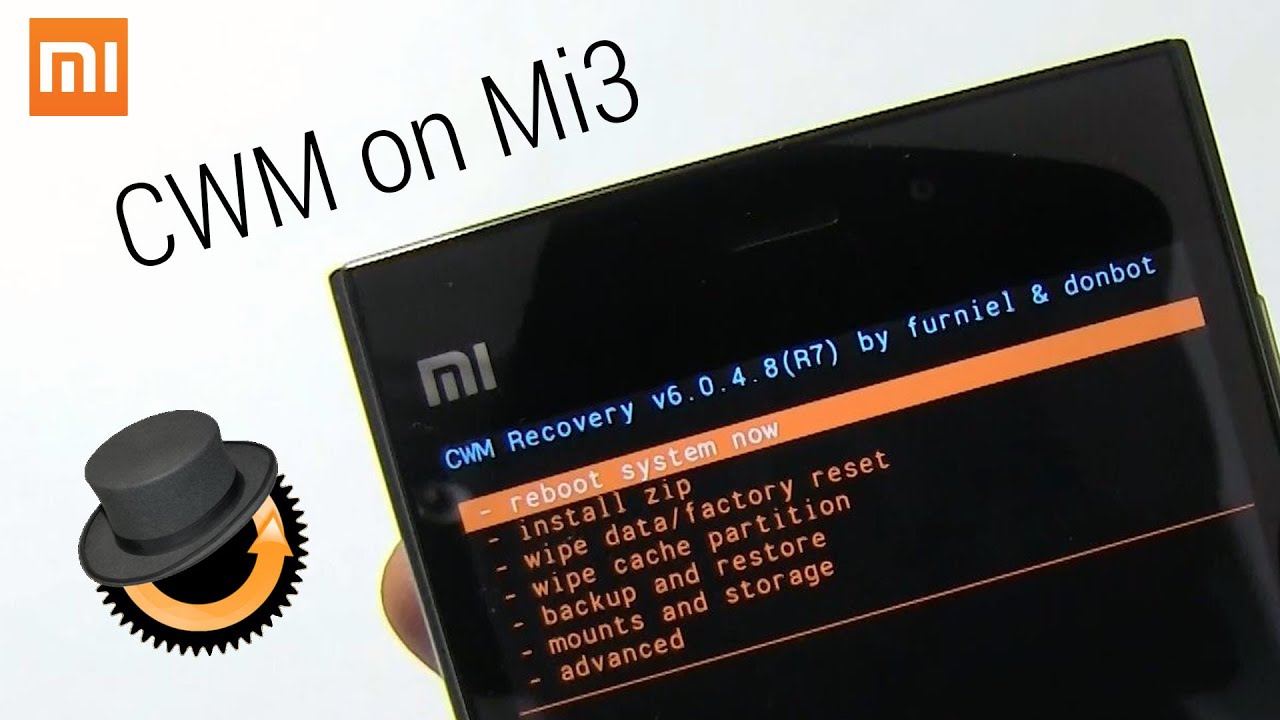 mi
CWM on Mi3
mi
CWM Recovery v6.0.4.8(R7) by furniel & donbot
- reboot system now
- install zip
- wipe data/factory reset
- wipe cache partition
- backup and restore
- mounts and storage
- advanced